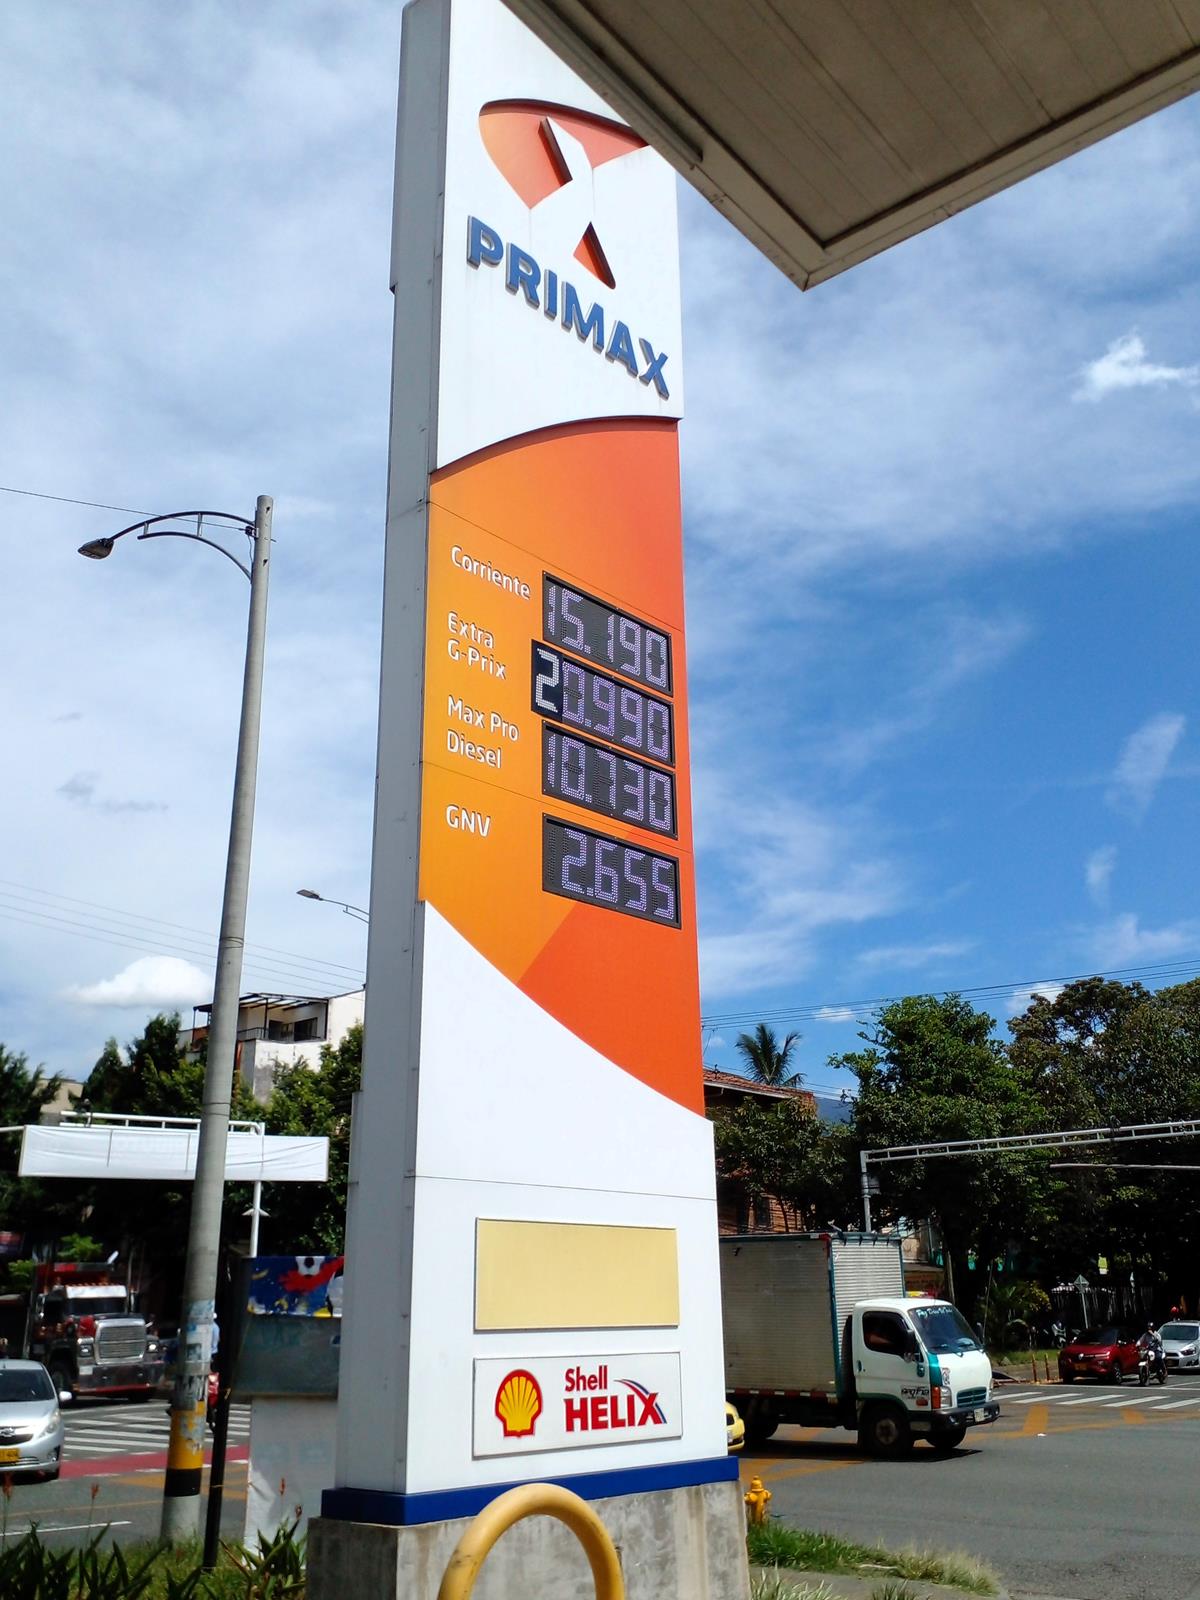 PRIMAX
Corriente 15.190
Extra
G-Prix 20.990
Max Pro
Diesel 10.730
GNV 2.655
Shell
HELIX